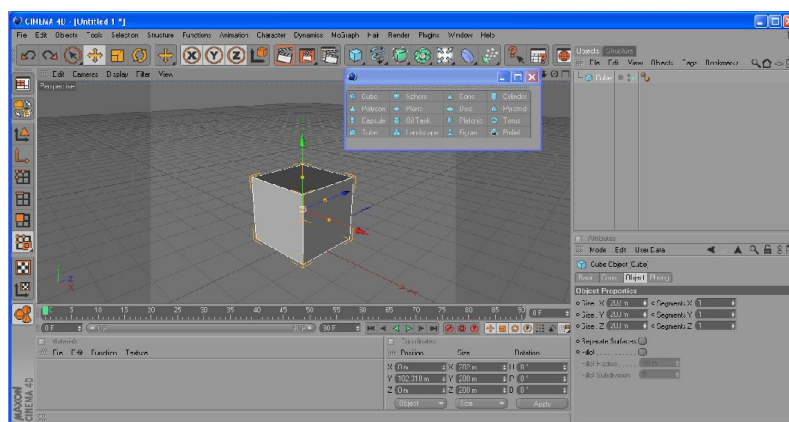 CINEMA 4D - [Untitled 1 *]
File Edit Objects Tools Selection Structure Functions Animation Character Dynamics MoGraph Hair Render Plugins Window Help
Objects Structure
File Edit View Objects Tags Bookmarks
Edit Cameras Display Filter View
Perspective
Cube
Cube Sphere Cone Cylinder
Polygon Plane Disc Pyramid
Capsule Oil Tank Platonic Torus
Tube Landscape Figure Relief
Attributes
Mode Edit User Data
Cube Object [Cube]
Basic Coord. Object Phong
Object Properties
Size . X 202 m Segments X 1
Size . Y 200 m Segments Y 1
Size . Z 200 m Segments Z 1
Separate Surfaces
Fillet
Fillet Radius
Fillet Subdivision
0 5 10 15 20 25 30 35 40 45 50 55 60 65 70 75 80 85 90 0 F
0 F 90 F 90 F
Materials
File Edit Function Texture
Coordinates
Position Size Rotation
X 0 m X 202 m H 0 °
Y 102.310 m Y 200 m P 0 °
Z 0 m Z 200 m B 0 °
Object Size Apply
MAXON
CINEMA 4D